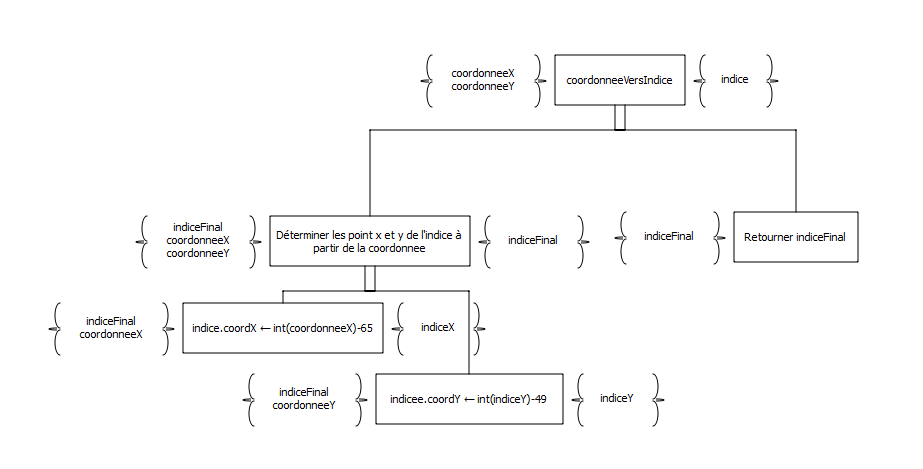 coordonneeX
coordonneeY
coordonneeVersIndice
indice
indiceFinal
coordonneeX
coordonneeY
Déterminer les point x et y de l'indice à
partir de la coordonnee
indiceFinal
indiceFinal
Retourner indiceFinal
indiceFinal
coordonneeX
indice.coordX ← int(coordonneeX)-65
indiceX
indiceFinal
coordonneeY
indicee.coordY ← int(indiceY)-49
indiceY